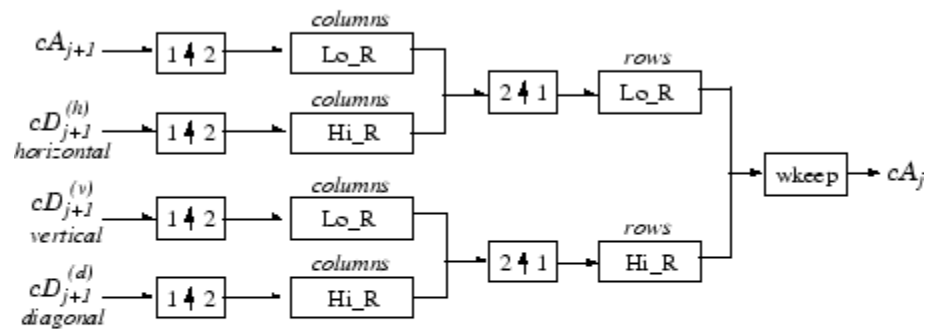 columns
cA_{j+1} 1 ↑ 2 Lo_R
rows
columns 2 ↑ 1 Lo_R
cD_{j+1}^{(h)} 1 ↑ 2 Hi_R
horizontal
wkeep cA_j
columns
cD_{j+1}^{(v)} 1 ↑ 2 Lo_R
vertical
rows
columns 2 ↑ 1 Hi_R
cD_{j+1}^{(d)} 1 ↑ 2 Hi_R
diagonal